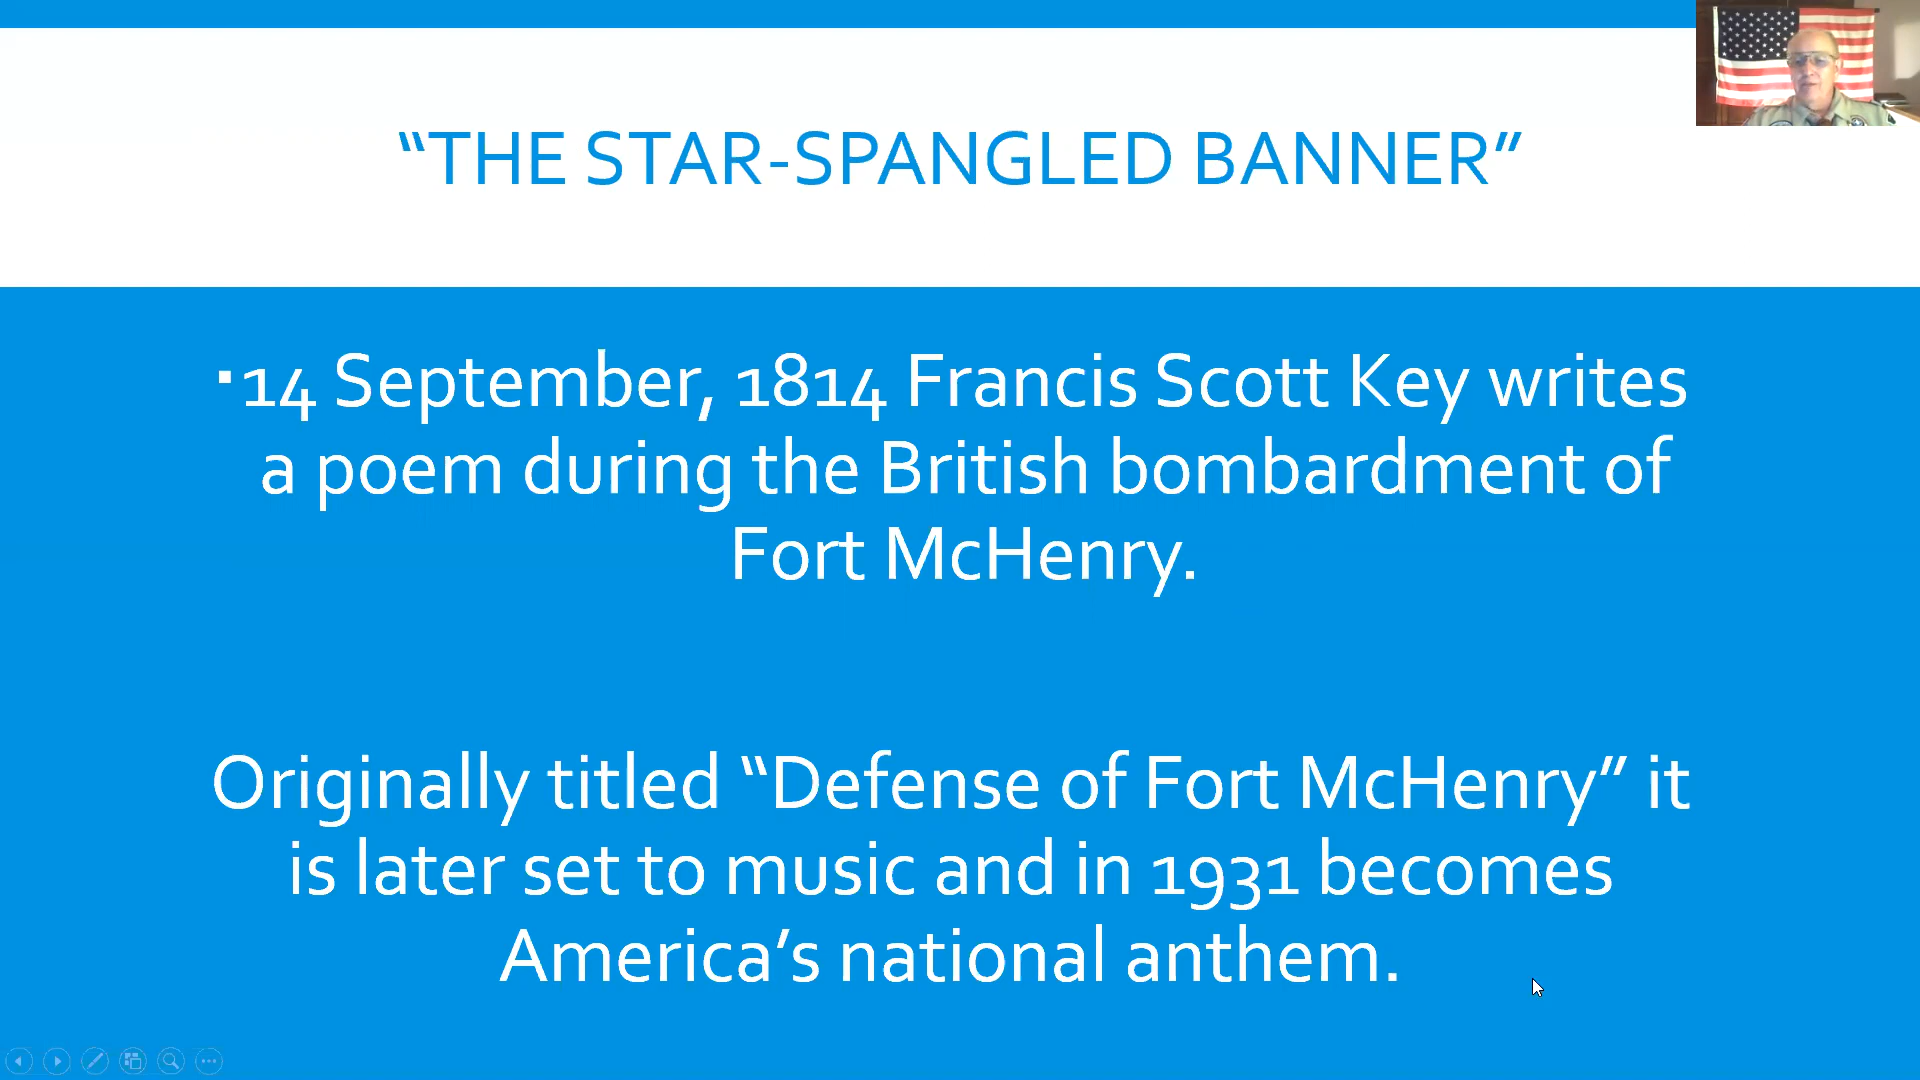 “THE STAR-SPANGLED BANNER”
▪14 September, 1814 Francis Scott Key writes
a poem during the British bombardment of
Fort McHenry.
Originally titled “Defense of Fort McHenry” it
is later set to music and in 1931 becomes
America’s national anthem.